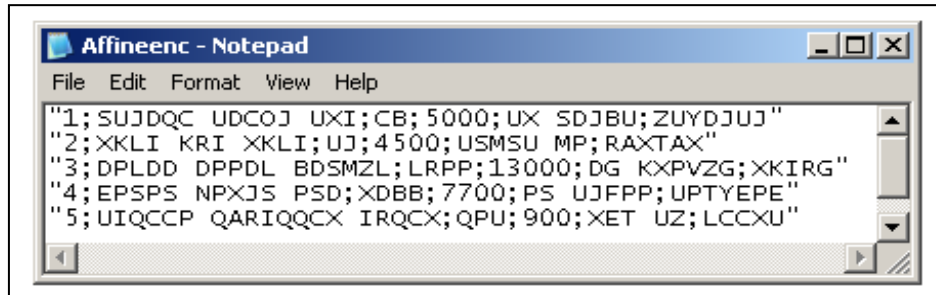 Affineenc - Notepad
File Edit Format View Help
"1;SUJDQC UDCOJ UXI;CB;5000;UX SDJBU;ZUYDJUJ"
"2;XKLI KRI XKLI;UJ;4500;USMSU MP;RAXTAX"
"3;DPLDD DPPDL BDSMZL;LRPP;13000;DG KXPVZG;XKIRG"
"4;EPSPS NPXJS PSD;XDBB;7700;PS UJFPP;UPTYEPE"
"5;UIQCCP QARIQQCX IRQCX;QPU;900;XET UZ;LCCXU"